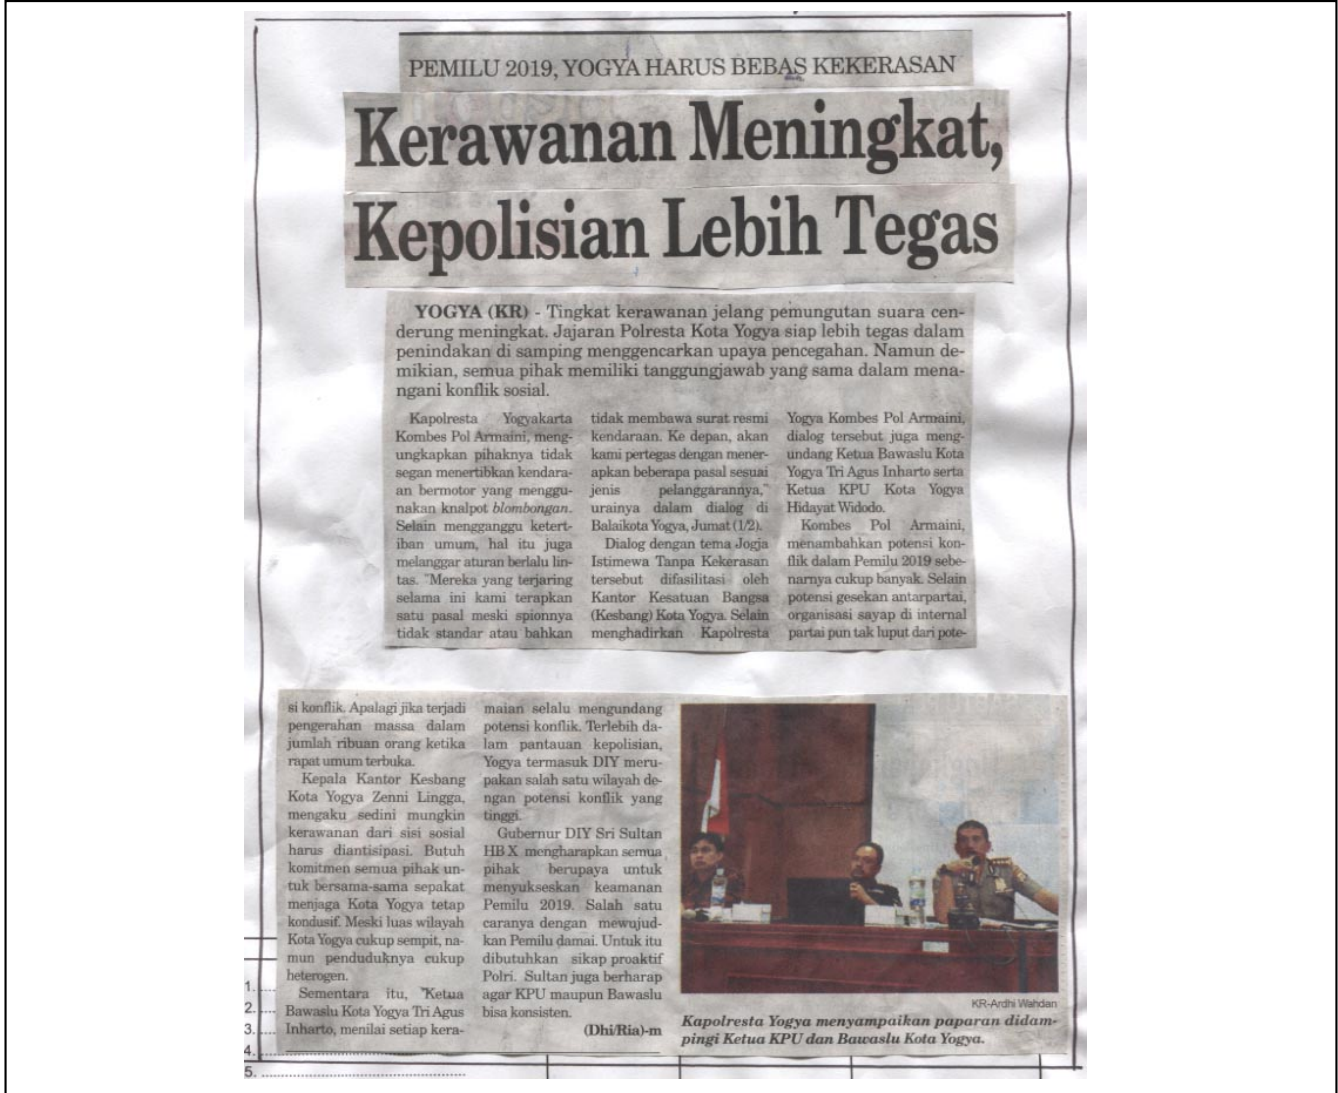 PEMILU 2019, YOGYA HARUS BEBAS KEKERASAN
Kerawanan Meningkat,
Kepolisian Lebih Tegas
YOGYA (KR) - Tingkat kerawanan jelang pemungutan suara cen-
derung meningkat. Jajaran Polresta Kota Yogya siap lebih tegas dalam
penindakan di samping menggencarkan upaya pencegahan. Namun de-
mikian, semua pihak memiliki tanggungjawab yang sama dalam mena-
ngani konflik sosial.
Kapolresta Yogyakarta
Kombes Pol Armaini, meng-
ungkapkan pihaknya tidak
segan menertibkan kendara-
an bermotor yang menggu-
nakan knalpot blombongan.
Selain mengganggu ketert-
iban umum, hal itu juga
melanggar aturan berlalu lin-
tas. "Mereka yang terjaring
selama ini kami terapkan
satu pasal meski spionnya
tidak standar atau bahkan
tidak membawa surat resmi
kendaraan. Ke depan, akan
kami pertegas dengan mener-
apkan beberapa pasal sesuai
jenis pelanggarannya,"
urainya dalam dialog di
Balaikota Yogya, Jumat (1/2).
Dialog dengan tema Jogja
Istimewa Tanpa Kekerasan
tersebut difasilitasi oleh
Kantor Kesatuan Bangsa
(Kesbang) Kota Yogya. Selain
menghadirkan Kapolresta
Yogya Kombes Pol Armaini,
dialog tersebut juga meng-
undang Ketua Bawaslu Kota
Yogya Tri Agus Inharto serta
Ketua KPU Kota Yogya
Hidayat Widodo.
Kombes Pol Armaini,
menambahkan potensi kon-
flik dalam Pemilu 2019 sebe-
narnya cukup banyak. Selain
potensi gesekan antarpartai,
organisasi sayap di internal
partai pun tak luput dari pote-
si konflik. Apalagi jika terjadi
pengerahan massa dalam
jumlah ribuan orang ketika
rapat umum terbuka.
Kepala Kantor Kesbang
Kota Yogya Zenni Lingga,
mengaku sedini mungkin
kerawanan dari sisi sosial
harus diantisipasi. Butuh
komitmen semua pihak un-
tuk bersama-sama sepakat
menjaga Kota Yogya tetap
kondusif. Meski luas wilayah
Kota Yogya cukup sempit, na-
mun penduduknya cukup
heterogen.
Sementara itu, "Ketua
Bawaslu Kota Yogya Tri Agus
Inharto, menilai setiap kera-
maian selalu mengundang
potensi konflik. Terlebih da-
lam pantauan kepolisian,
Yogya termasuk DIY meru-
pakan salah satu wilayah de-
ngan potensi konflik yang
tinggi.
Gubernur DIY Sri Sultan
HB X mengharapkan semua
pihak berupaya untuk
menyukseskan keamanan
Pemilu 2019. Salah satu
caranya dengan mewujud-
kan Pemilu damai. Untuk itu
dibutuhkan sikap proaktif
Polri. Sultan juga berharap
agar KPU maupun Bawaslu
bisa konsisten.
(Dhi/Ria)-m
KR-Ardhi Wahdan
Kapolresta Yogya menyampaikan paparan didam-
pingi Ketua KPU dan Bawaslu Kota Yogya.
1. ....
2. ....
3. ....
4. ....
5. ....